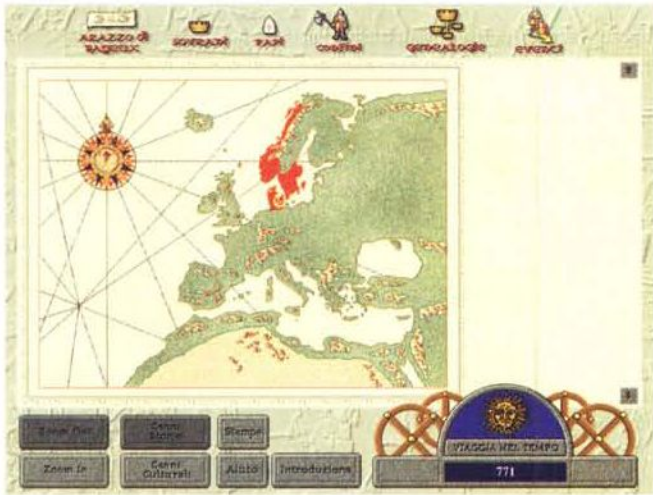 ARAZZO DI
BAYEUX
SOVRANI
PAPI
CONFINI
GENEALOGIE
EVENTI
Zoom Out
Cenni
Storici
Stampa
Zoom In
Cenni
Culturali
Aiuto
Introduzione
VIAGGIA NEL TEMPO
771